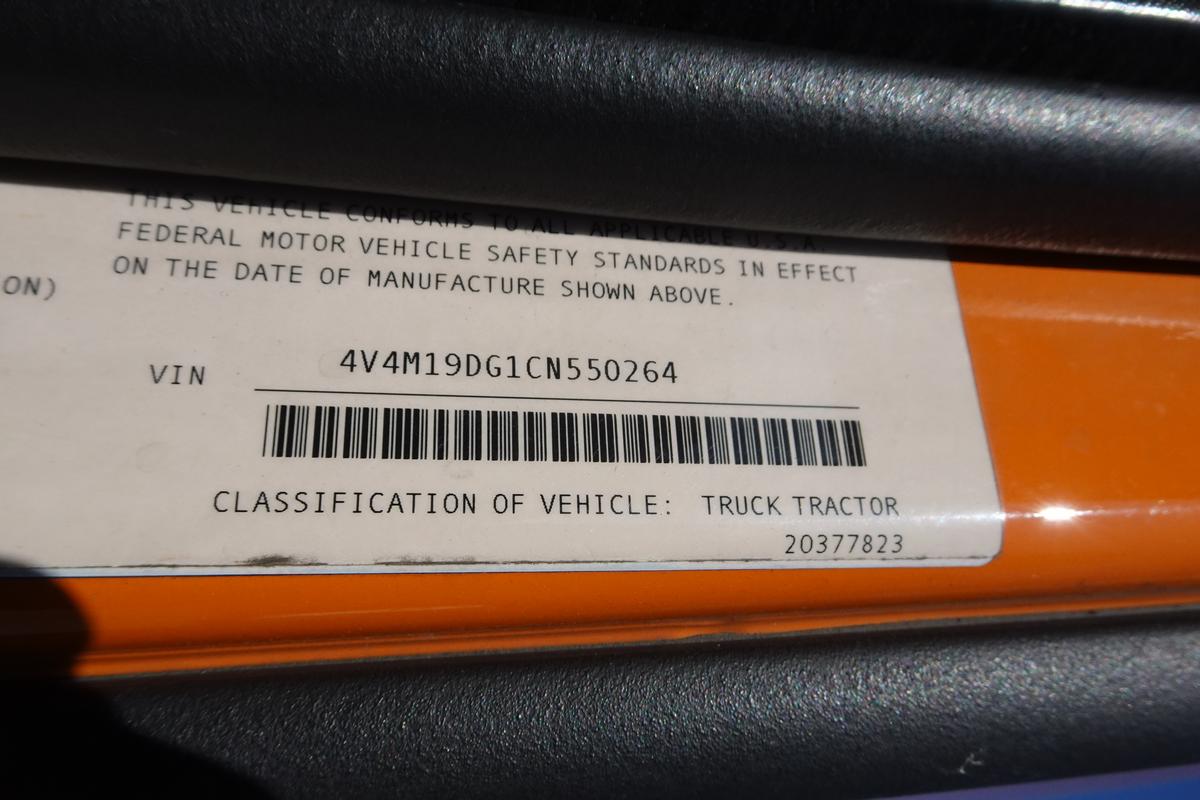 THIS VEHICLE CONFORMS TO ALL APPLICABLE U.S.A.
FEDERAL MOTOR VEHICLE SAFETY STANDARDS IN EFFECT
ON THE DATE OF MANUFACTURE SHOWN ABOVE.
ON)
VIN 4V4M19DG1CN550264
CLASSIFICATION OF VEHICLE: TRUCK TRACTOR
20377823